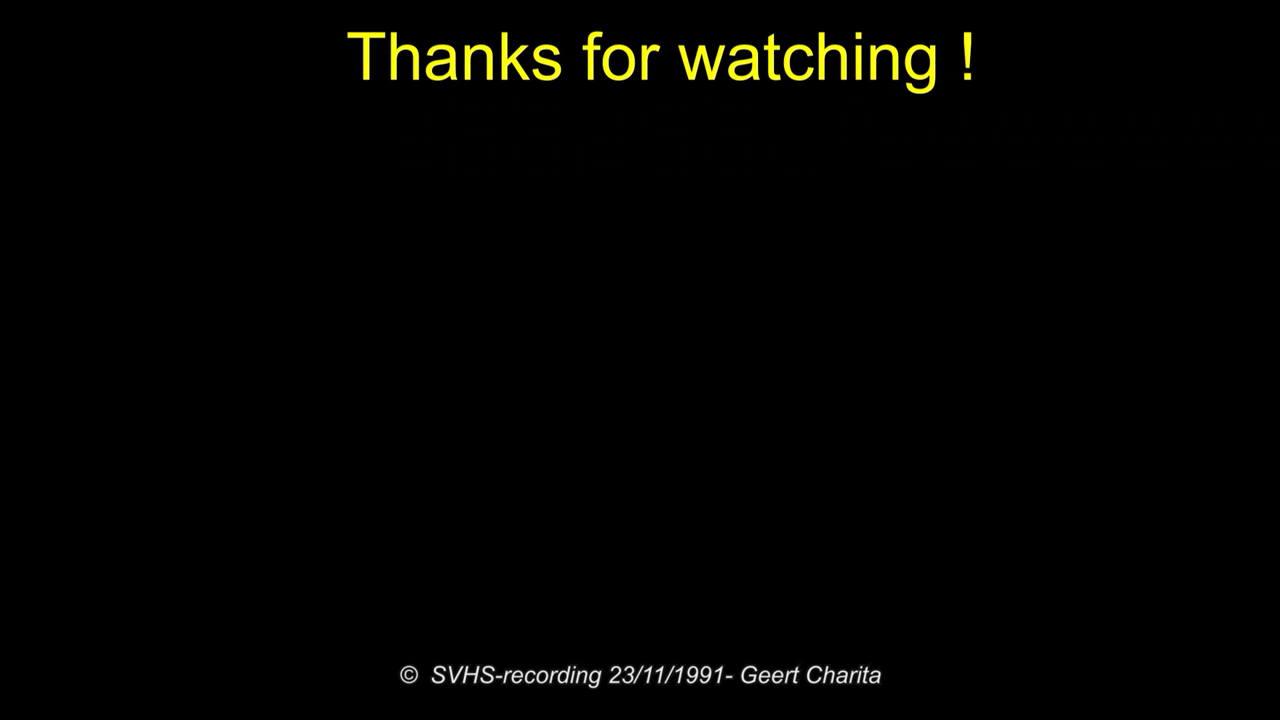 Thanks for watching !
© SVHS-recording 23/11/1991- Geert Charita